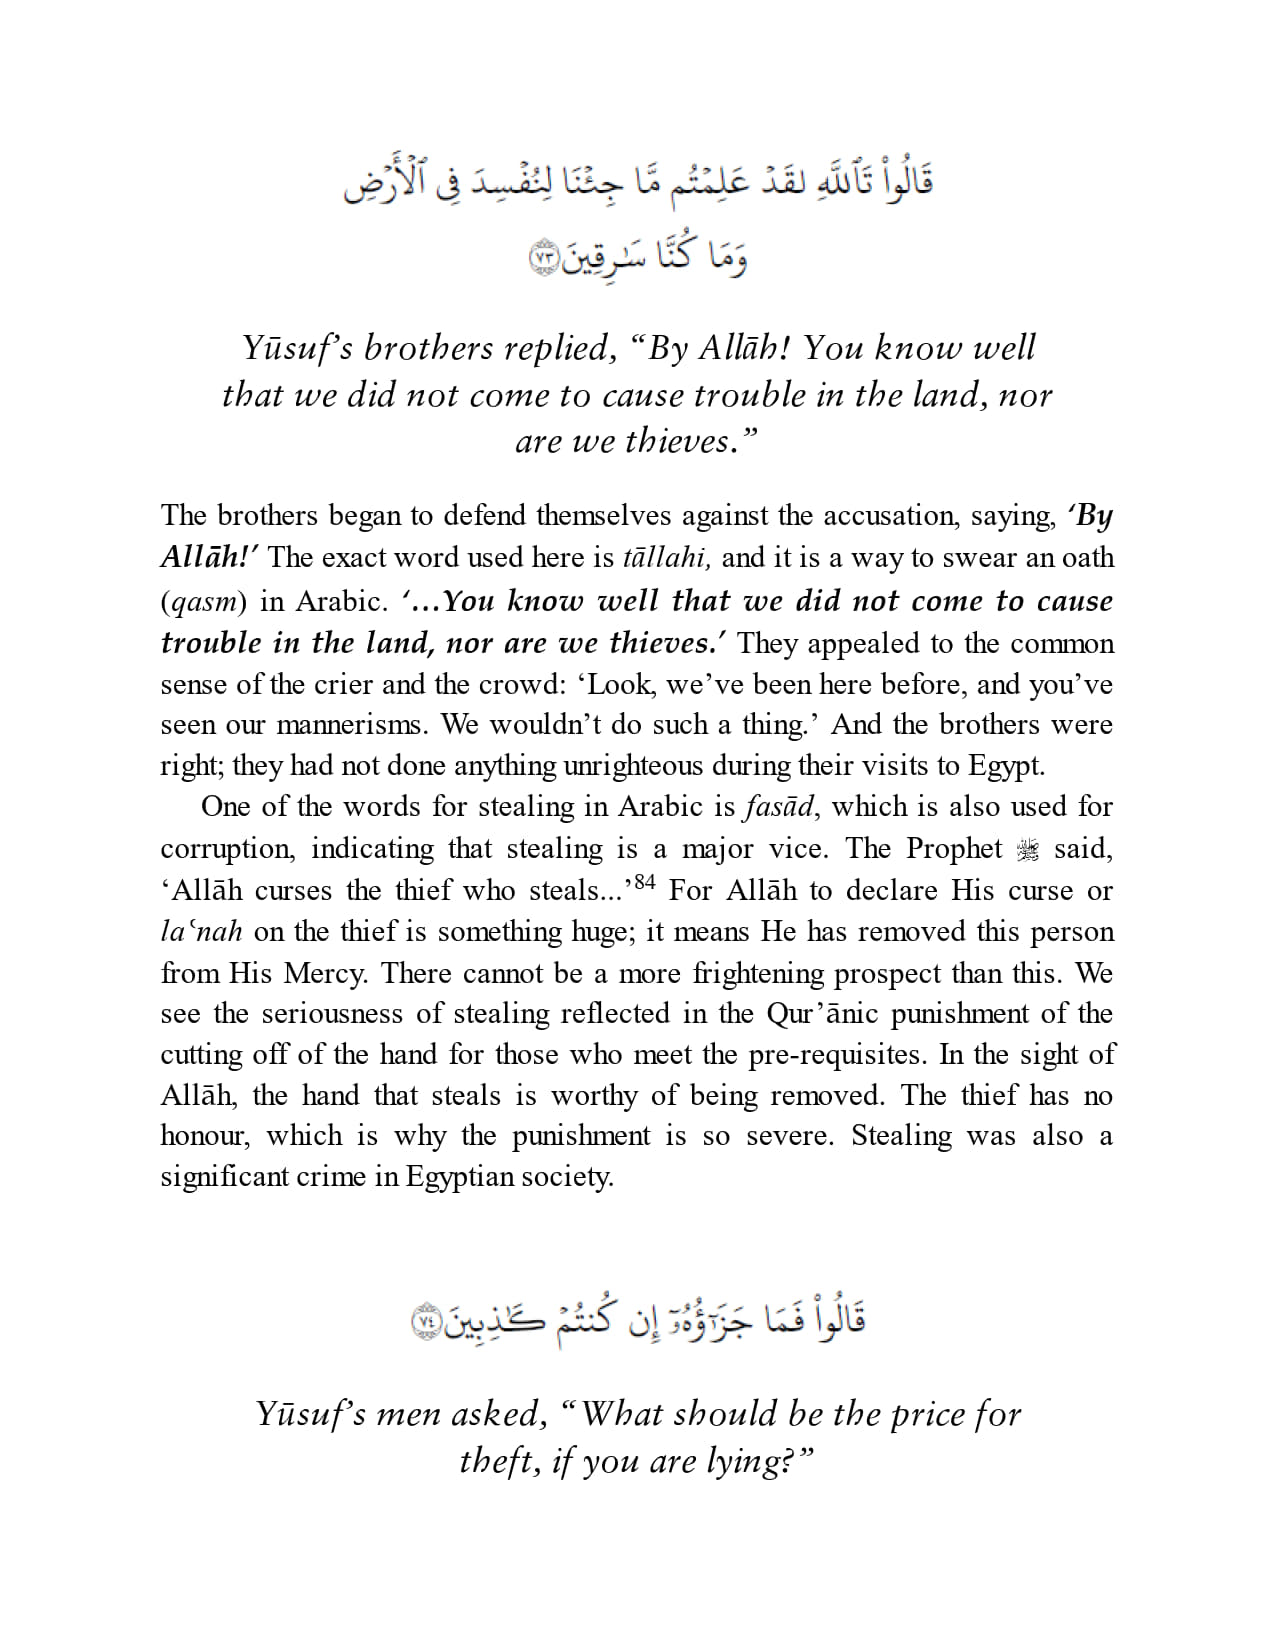 قَالُوا۟ تَٱللَّهِ لَقَدْ عَلِمْتُم مَّا جِئْنَا لِنُفْسِدَ فِى ٱلْأَرْضِ
وَمَا كُنَّا سَـٰرِقِينَ ٧٣
Yūsuf’s brothers replied, “By Allāh! You know well
that we did not come to cause trouble in the land, nor
are we thieves.”
The brothers began to defend themselves against the accusation, saying, ‘By
Allāh!’ The exact word used here is tāllahi, and it is a way to swear an oath
(qasm) in Arabic. ‘…You know well that we did not come to cause
trouble in the land, nor are we thieves.’ They appealed to the common
sense of the crier and the crowd: ‘Look, we’ve been here before, and you’ve
seen our mannerisms. We wouldn’t do such a thing.’ And the brothers were
right; they had not done anything unrighteous during their visits to Egypt.
One of the words for stealing in Arabic is fasād, which is also used for
corruption, indicating that stealing is a major vice. The Prophet ﷺ said,
‘Allāh curses the thief who steals...’84 For Allāh to declare His curse or
laʿnah on the thief is something huge; it means He has removed this person
from His Mercy. There cannot be a more frightening prospect than this. We
see the seriousness of stealing reflected in the Qur’ānic punishment of the
cutting off of the hand for those who meet the pre-requisites. In the sight of
Allāh, the hand that steals is worthy of being removed. The thief has no
honour, which is why the punishment is so severe. Stealing was also a
significant crime in Egyptian society.
قَالُوا۟ فَمَا جَزَٰٓؤُهُۥٓ إِن كُنتُمْ كَـٰذِبِينَ ٧٤
Yūsuf’s men asked, “What should be the price for
theft, if you are lying?”